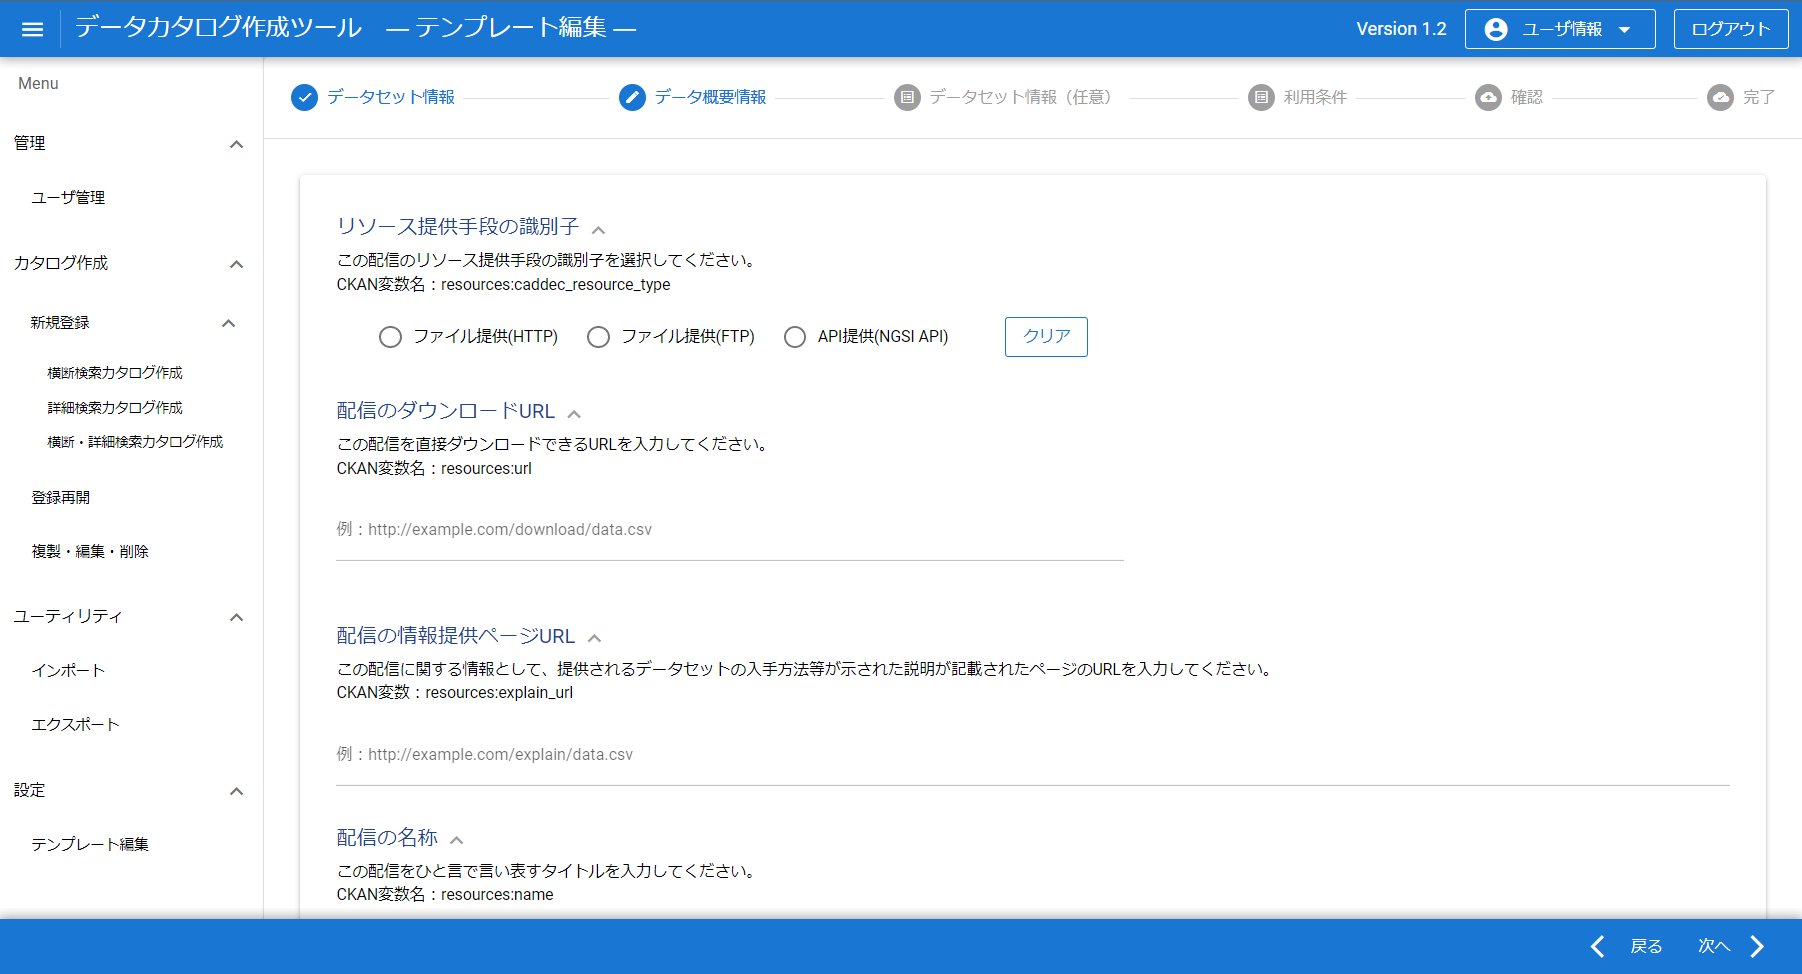 データカタログ作成ツール　― テンプレート編集 ―
Version 1.2
ユーザ情報
ログアウト
Menu
管理
ユーザ管理
カタログ作成
新規登録
横断検索カタログ作成
詳細検索カタログ作成
横断・詳細検索カタログ作成
登録再開
複製・編集・削除
ユーティリティ
インポート
エクスポート
設定
テンプレート編集
データセット情報
データ概要情報
データセット情報（任意）
利用条件
確認
完了
リソース提供手段の識別子
この配信のリソース提供手段の識別子を選択してください。
CKAN変数名：resources:caddec_resource_type
ファイル提供(HTTP)
ファイル提供(FTP)
API提供(NGSI API)
クリア
配信のダウンロードURL
この配信を直接ダウンロードできるURLを入力してください。
CKAN変数名：resources:url
例：http://example.com/download/data.csv
配信の情報提供ページURL
この配信に関する情報として、提供されるデータセットの入手方法等が示された説明が記載されたページのURLを入力してください。
CKAN変数：resources:explain_url
例：http://example.com/explain/data.csv
配信の名称
この配信をひと言で言い表すタイトルを入力してください。
CKAN変数名：resources:name
戻る
次へ